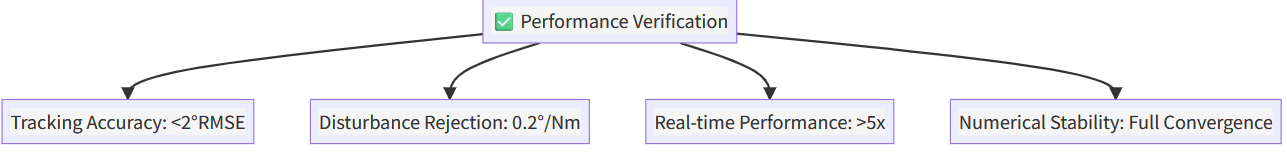 ✅ Performance Verification
Tracking Accuracy: <2°RMSE
Disturbance Rejection: 0.2°/Nm
Real-time Performance: >5x
Numerical Stability: Full Convergence